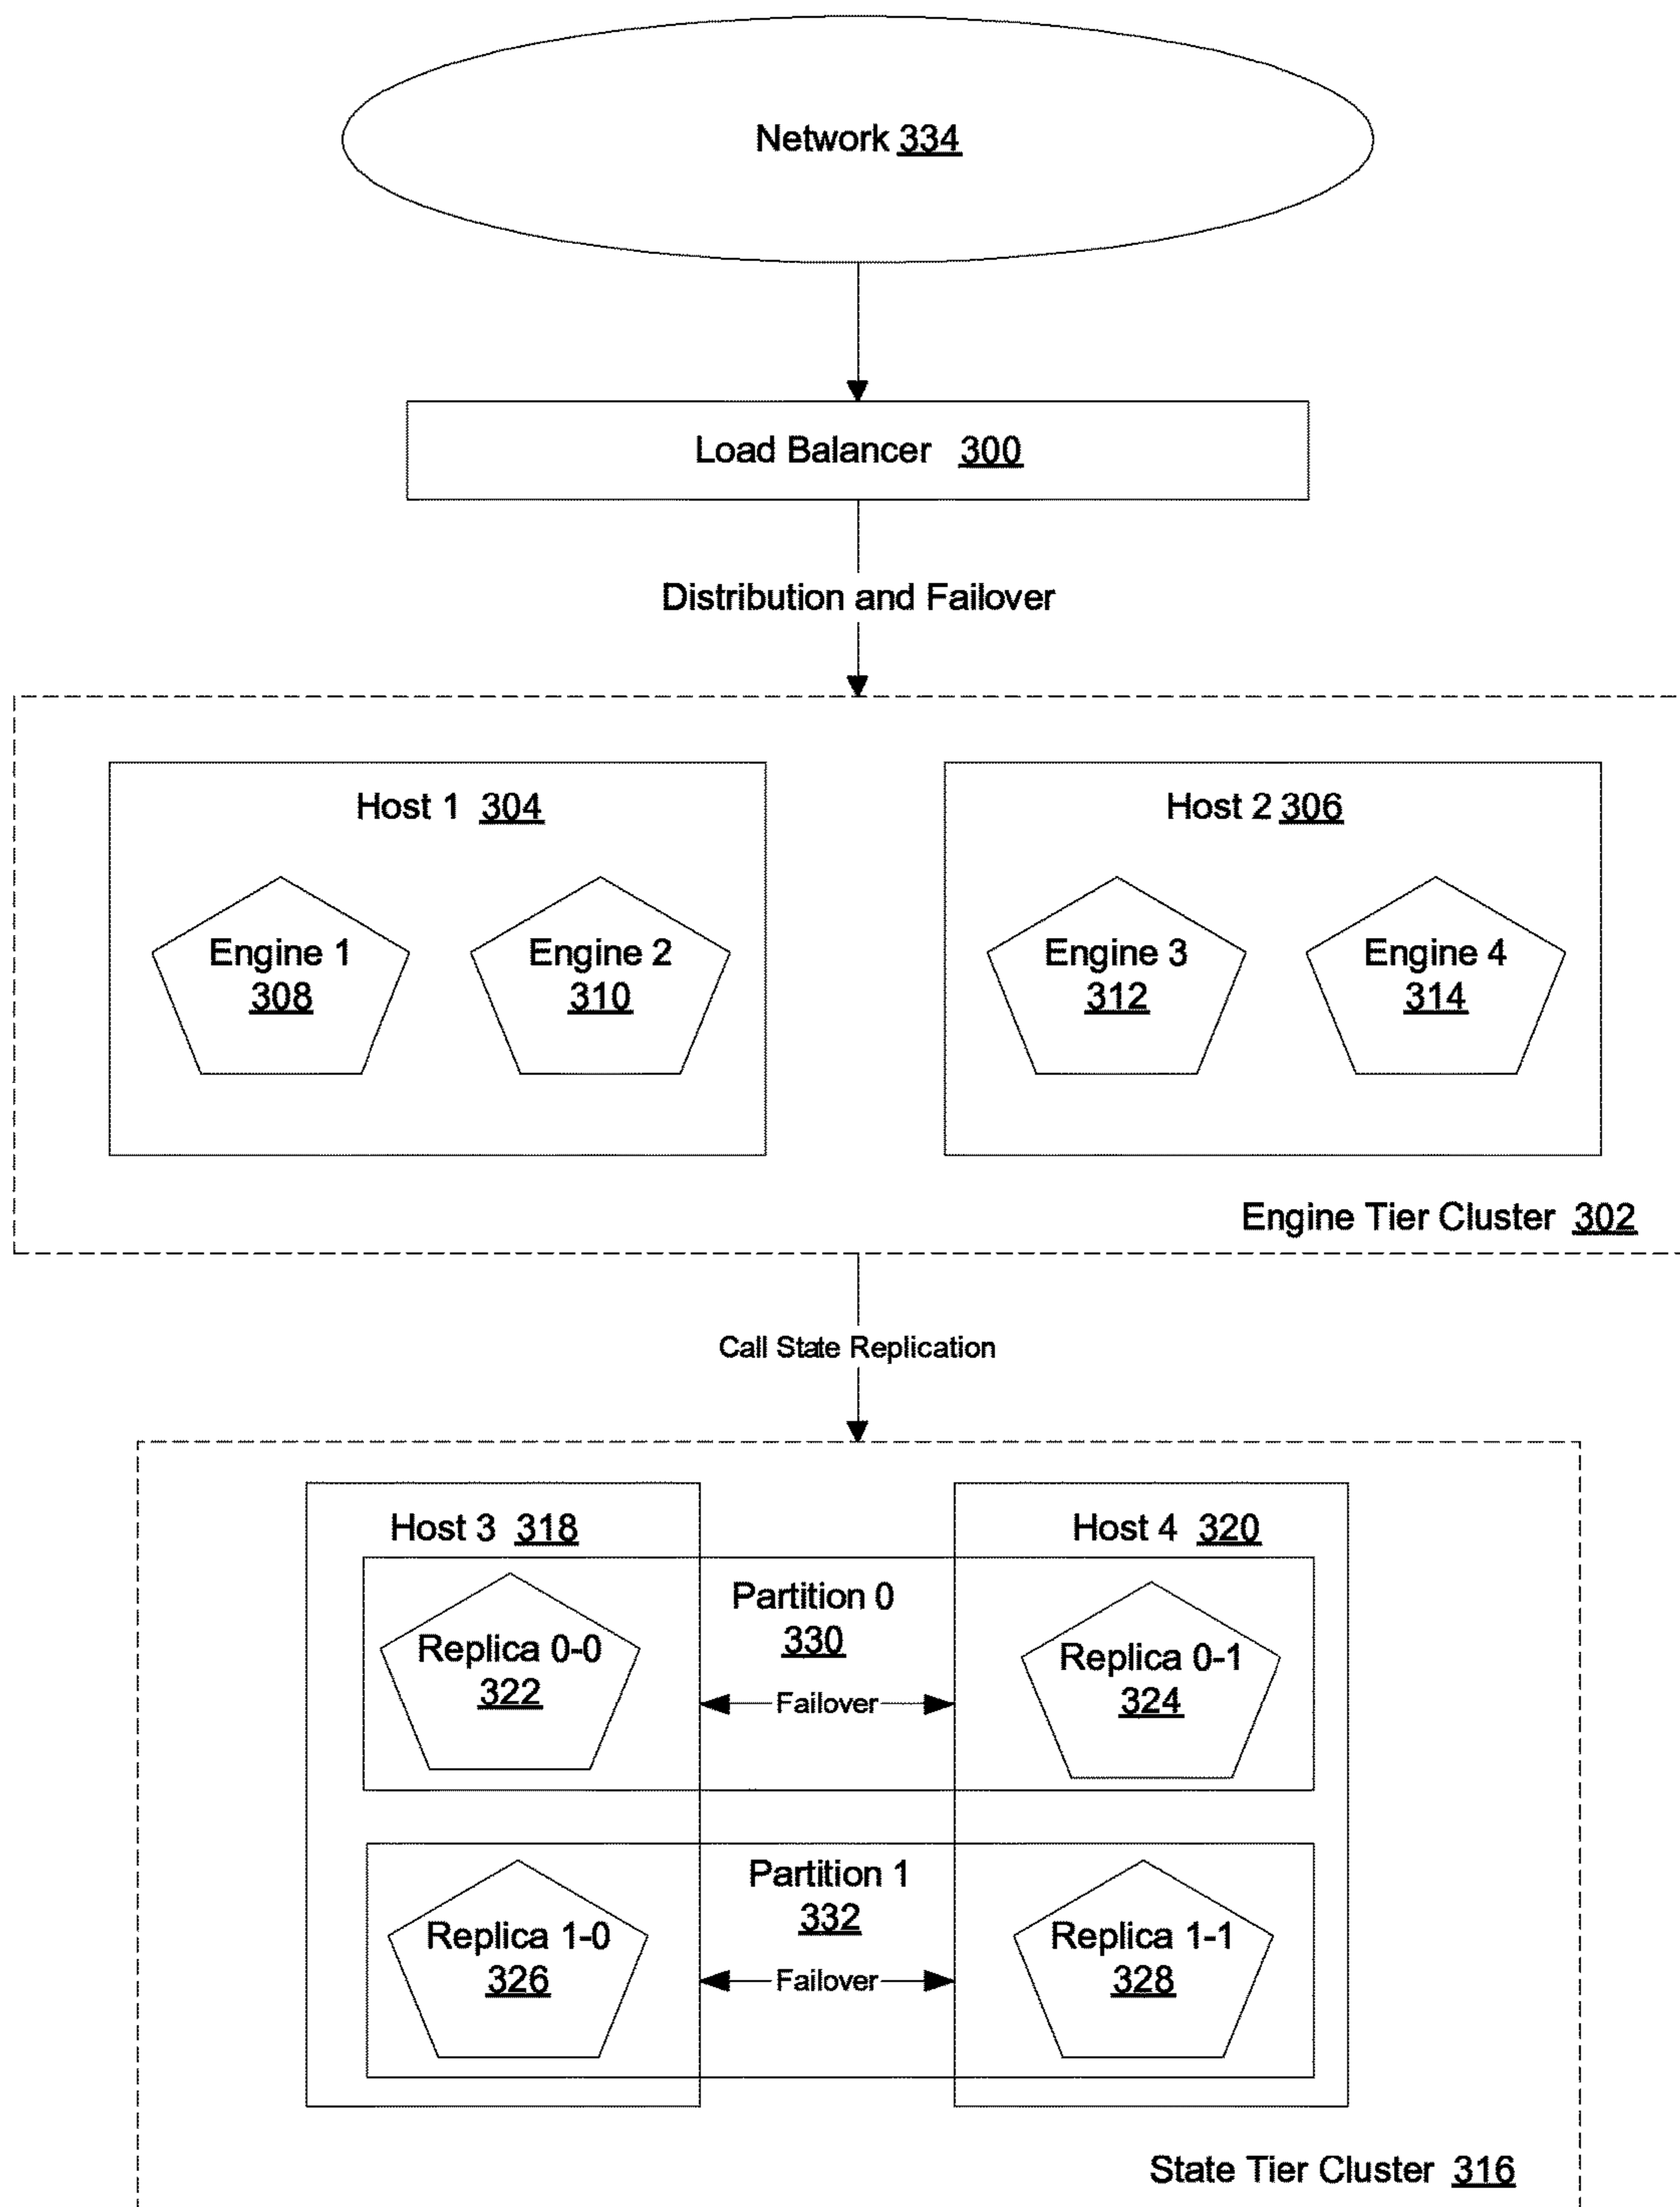 Network 334
Load Balancer 300
Distribution and Failover
Host 1 304
Host 2 306
Engine 1
308
Engine 2
310
Engine 3
312
Engine 4
314
Engine Tier Cluster 302
Call State Replication
Host 3 318
Host 4 320
Partition 0
330
Replica 0-0
322
Failover
Replica 0-1
324
Partition 1
332
Replica 1-0
326
Failover
Replica 1-1
328
State Tier Cluster 316